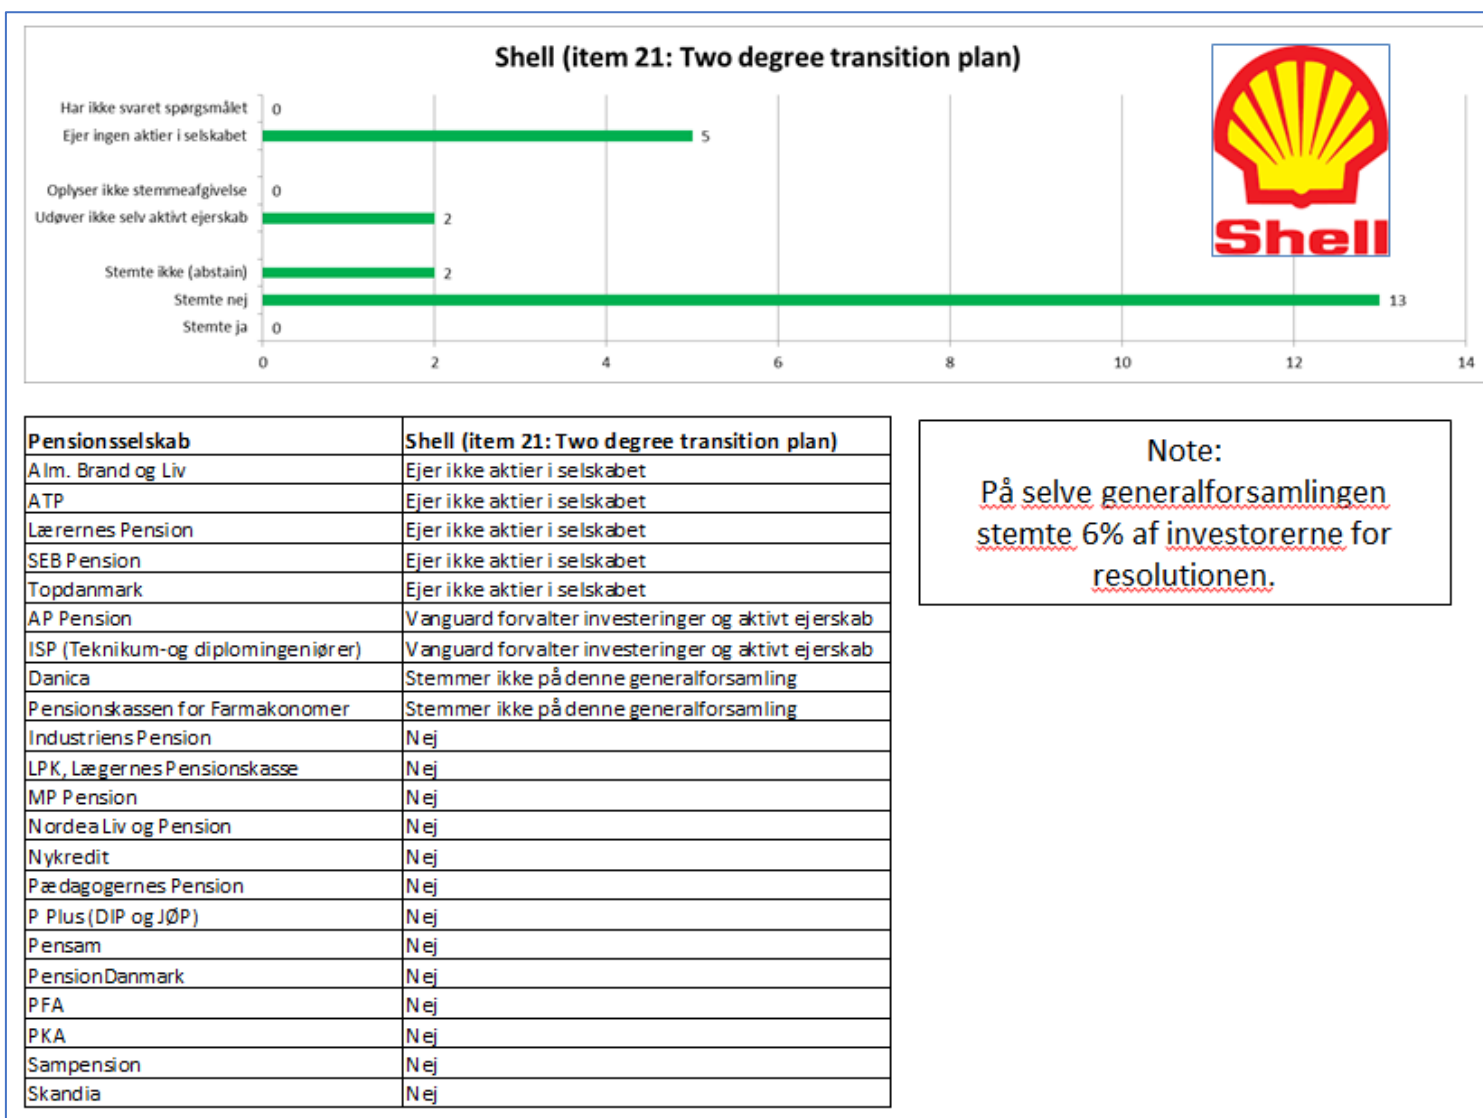 Shell (item 21: Two degree transition plan)
Shell
Har ikke svaret spørgsmålet 0
Ejer ingen aktier i selskabet 5
Oplyser ikke stemmeafgivelse 0
Udøver ikke selv aktivt ejerskab 2
Stemte ikke (abstain) 2
Stemte nej 13
Stemte ja 0
0 2 4 6 8 10 12 14
Pensionsselskab Shell (item 21: Two degree transition plan)
Alm. Brand og Liv Ejer ikke aktier i selskabet
ATP Ejer ikke aktier i selskabet
Lærernes Pension Ejer ikke aktier i selskabet
SEB Pension Ejer ikke aktier i selskabet
Topdanmark Ejer ikke aktier i selskabet
AP Pension Vanguard forvalter investeringer og aktivt ejerskab
ISP (Teknikum-og diplomingeniører) Vanguard forvalter investeringer og aktivt ejerskab
Danica Stemmer ikke på denne generalforsamling
Pensionskassen for Farmakonomer Stemmer ikke på denne generalforsamling
Industriens Pension Nej
LPK, Lægernes Pensionskasse Nej
MP Pension Nej
Nordea Liv og Pension Nej
Nykredit Nej
Pædagogernes Pension Nej
P Plus (DIP og JØP) Nej
Pensam Nej
PensionDanmark Nej
PFA Nej
PKA Nej
Sampension Nej
Skandia Nej
Note:
På selve generalforsamlingen
stemte 6% af investorerne for
resolutionen.